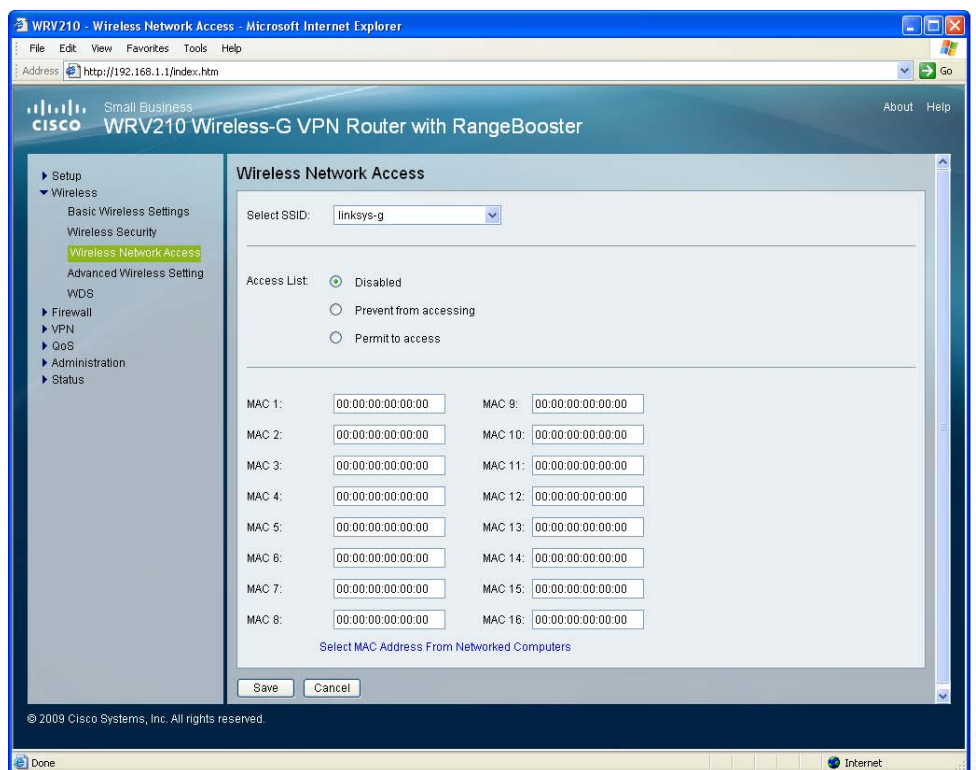 WRV210 - Wireless Network Access - Microsoft Internet Explorer
File Edit View Favorites Tools Help
Address http://192.168.1.1/index.htm Go
Small Business
CISCO WRV210 Wireless-G VPN Router with RangeBooster
About Help
Setup
Wireless
Basic Wireless Settings
Wireless Security
Wireless Network Access
Advanced Wireless Setting
WDS
Firewall
VPN
QoS
Administration
Status
Wireless Network Access
Select SSID: linksys-g
Access List: Disabled
Prevent from accessing
Permit to access
MAC 1: 00:00:00:00:00:00 MAC 9: 00:00:00:00:00:00
MAC 2: 00:00:00:00:00:00 MAC 10: 00:00:00:00:00:00
MAC 3: 00:00:00:00:00:00 MAC 11: 00:00:00:00:00:00
MAC 4: 00:00:00:00:00:00 MAC 12: 00:00:00:00:00:00
MAC 5: 00:00:00:00:00:00 MAC 13: 00:00:00:00:00:00
MAC 6: 00:00:00:00:00:00 MAC 14: 00:00:00:00:00:00
MAC 7: 00:00:00:00:00:00 MAC 15: 00:00:00:00:00:00
MAC 8: 00:00:00:00:00:00 MAC 16: 00:00:00:00:00:00
Select MAC Address From Networked Computers
Save Cancel
© 2009 Cisco Systems, Inc. All rights reserved.
Done Internet